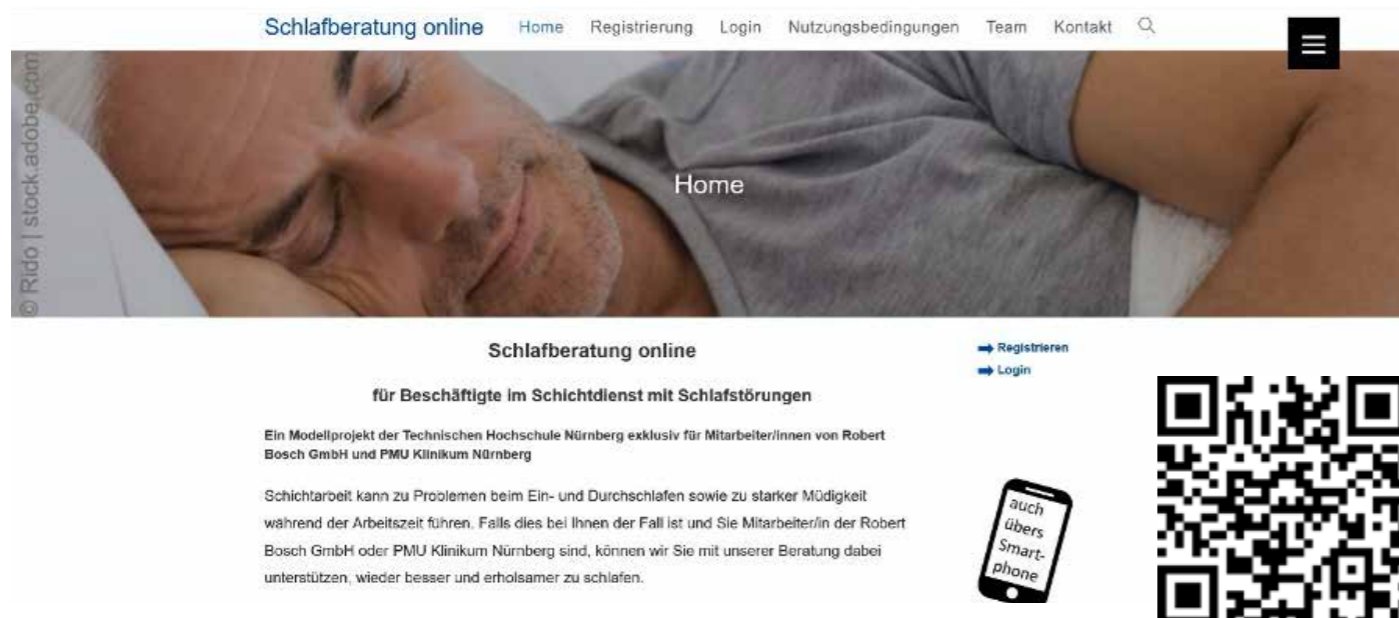 Schlafberatung online Home Registrierung Login Nutzungsbedingungen Team Kontakt
© Rido | stock.adobe.com
Home
Schlafberatung online
für Beschäftigte im Schichtdienst mit Schlafstörungen
Ein Modellprojekt der Technischen Hochschule Nürnberg exklusiv für Mitarbeiter/innen von Robert
Bosch GmbH und PMU Klinikum Nürnberg
Schichtarbeit kann zu Problemen beim Ein- und Durchschlafen sowie zu starker Müdigkeit
während der Arbeitszeit führen. Falls dies bei Ihnen der Fall ist und Sie Mitarbeiter/in der Robert
Bosch GmbH oder PMU Klinikum Nürnberg sind, können wir Sie mit unserer Beratung dabei
unterstützen, wieder besser und erholsamer zu schlafen.
Registrieren
Login
auch
übers
Smart-
phone